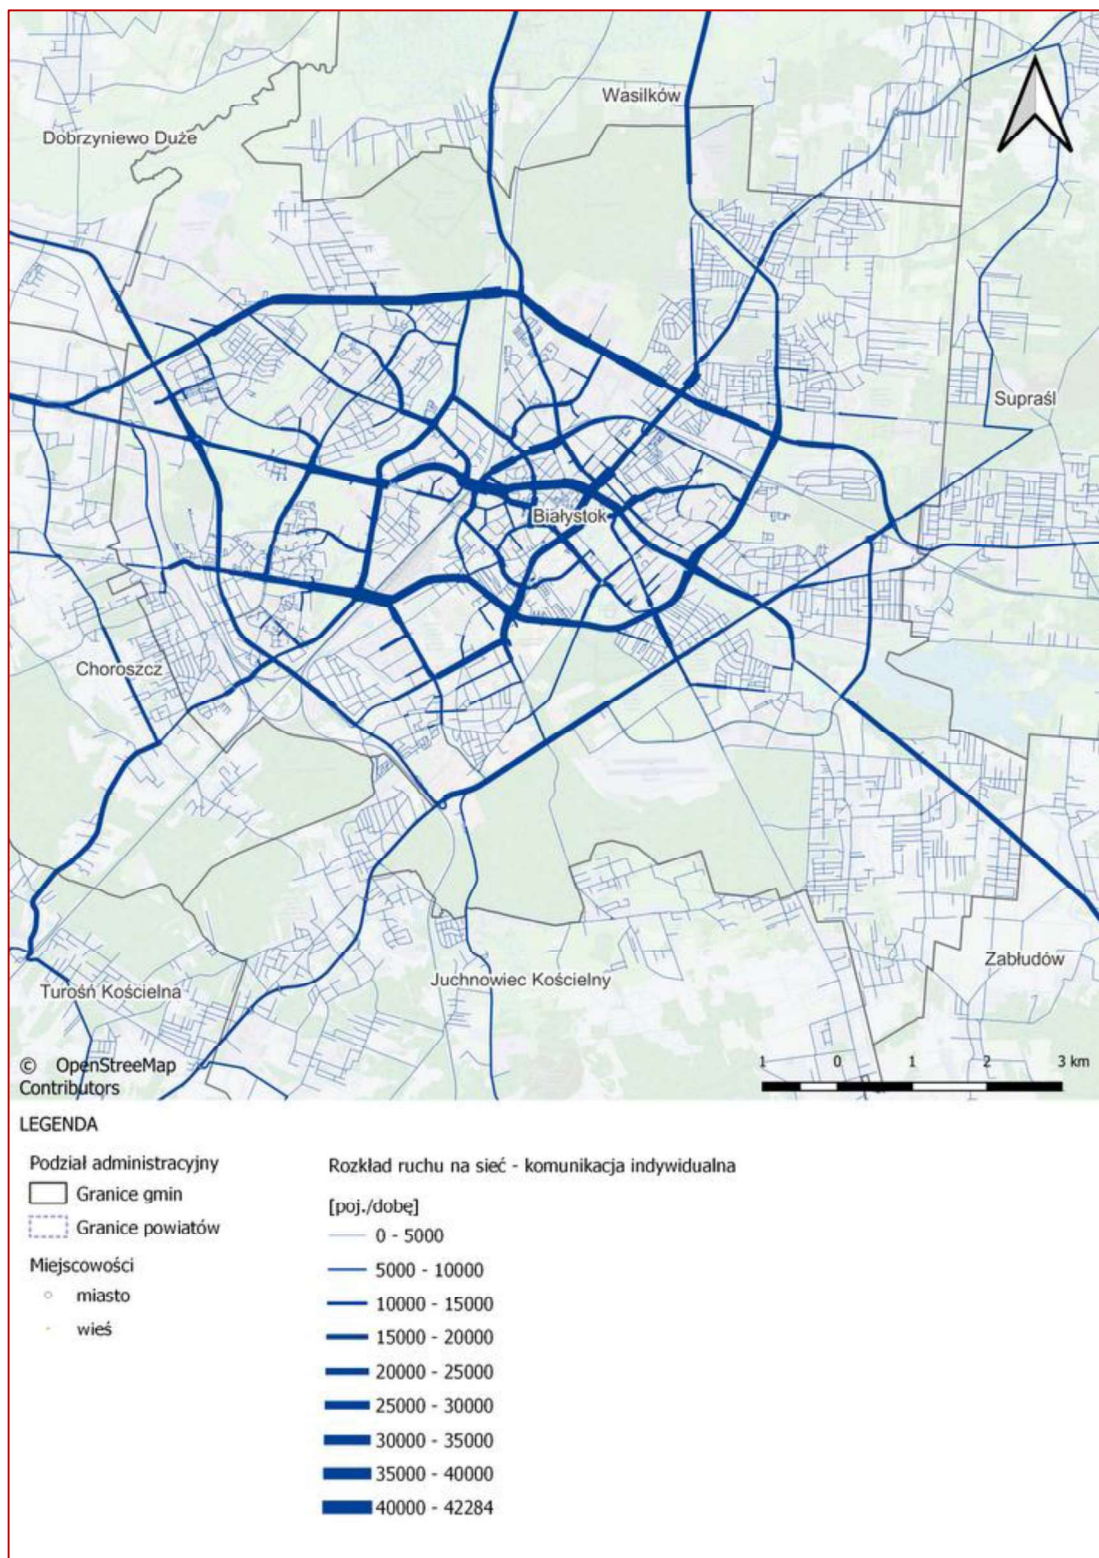 Wasilków
Dobrzyniewo Duże
Supraśl
Białystok
Choroszcz
Zabłudów
Juchnowiec Kościelny
Turośń Kościelna
© OpenStreeMap
Contributors
1 0 1 2 3 km
LEGENDA
Podział administracyjny
Granice gmin
Granice powiatów
Miejscowości
miasto
wieś
Rozkład ruchu na sieć - komunikacja indywidualna
[poj./dobę]
0 - 5000
5000 - 10000
10000 - 15000
15000 - 20000
20000 - 25000
25000 - 30000
30000 - 35000
35000 - 40000
40000 - 42284